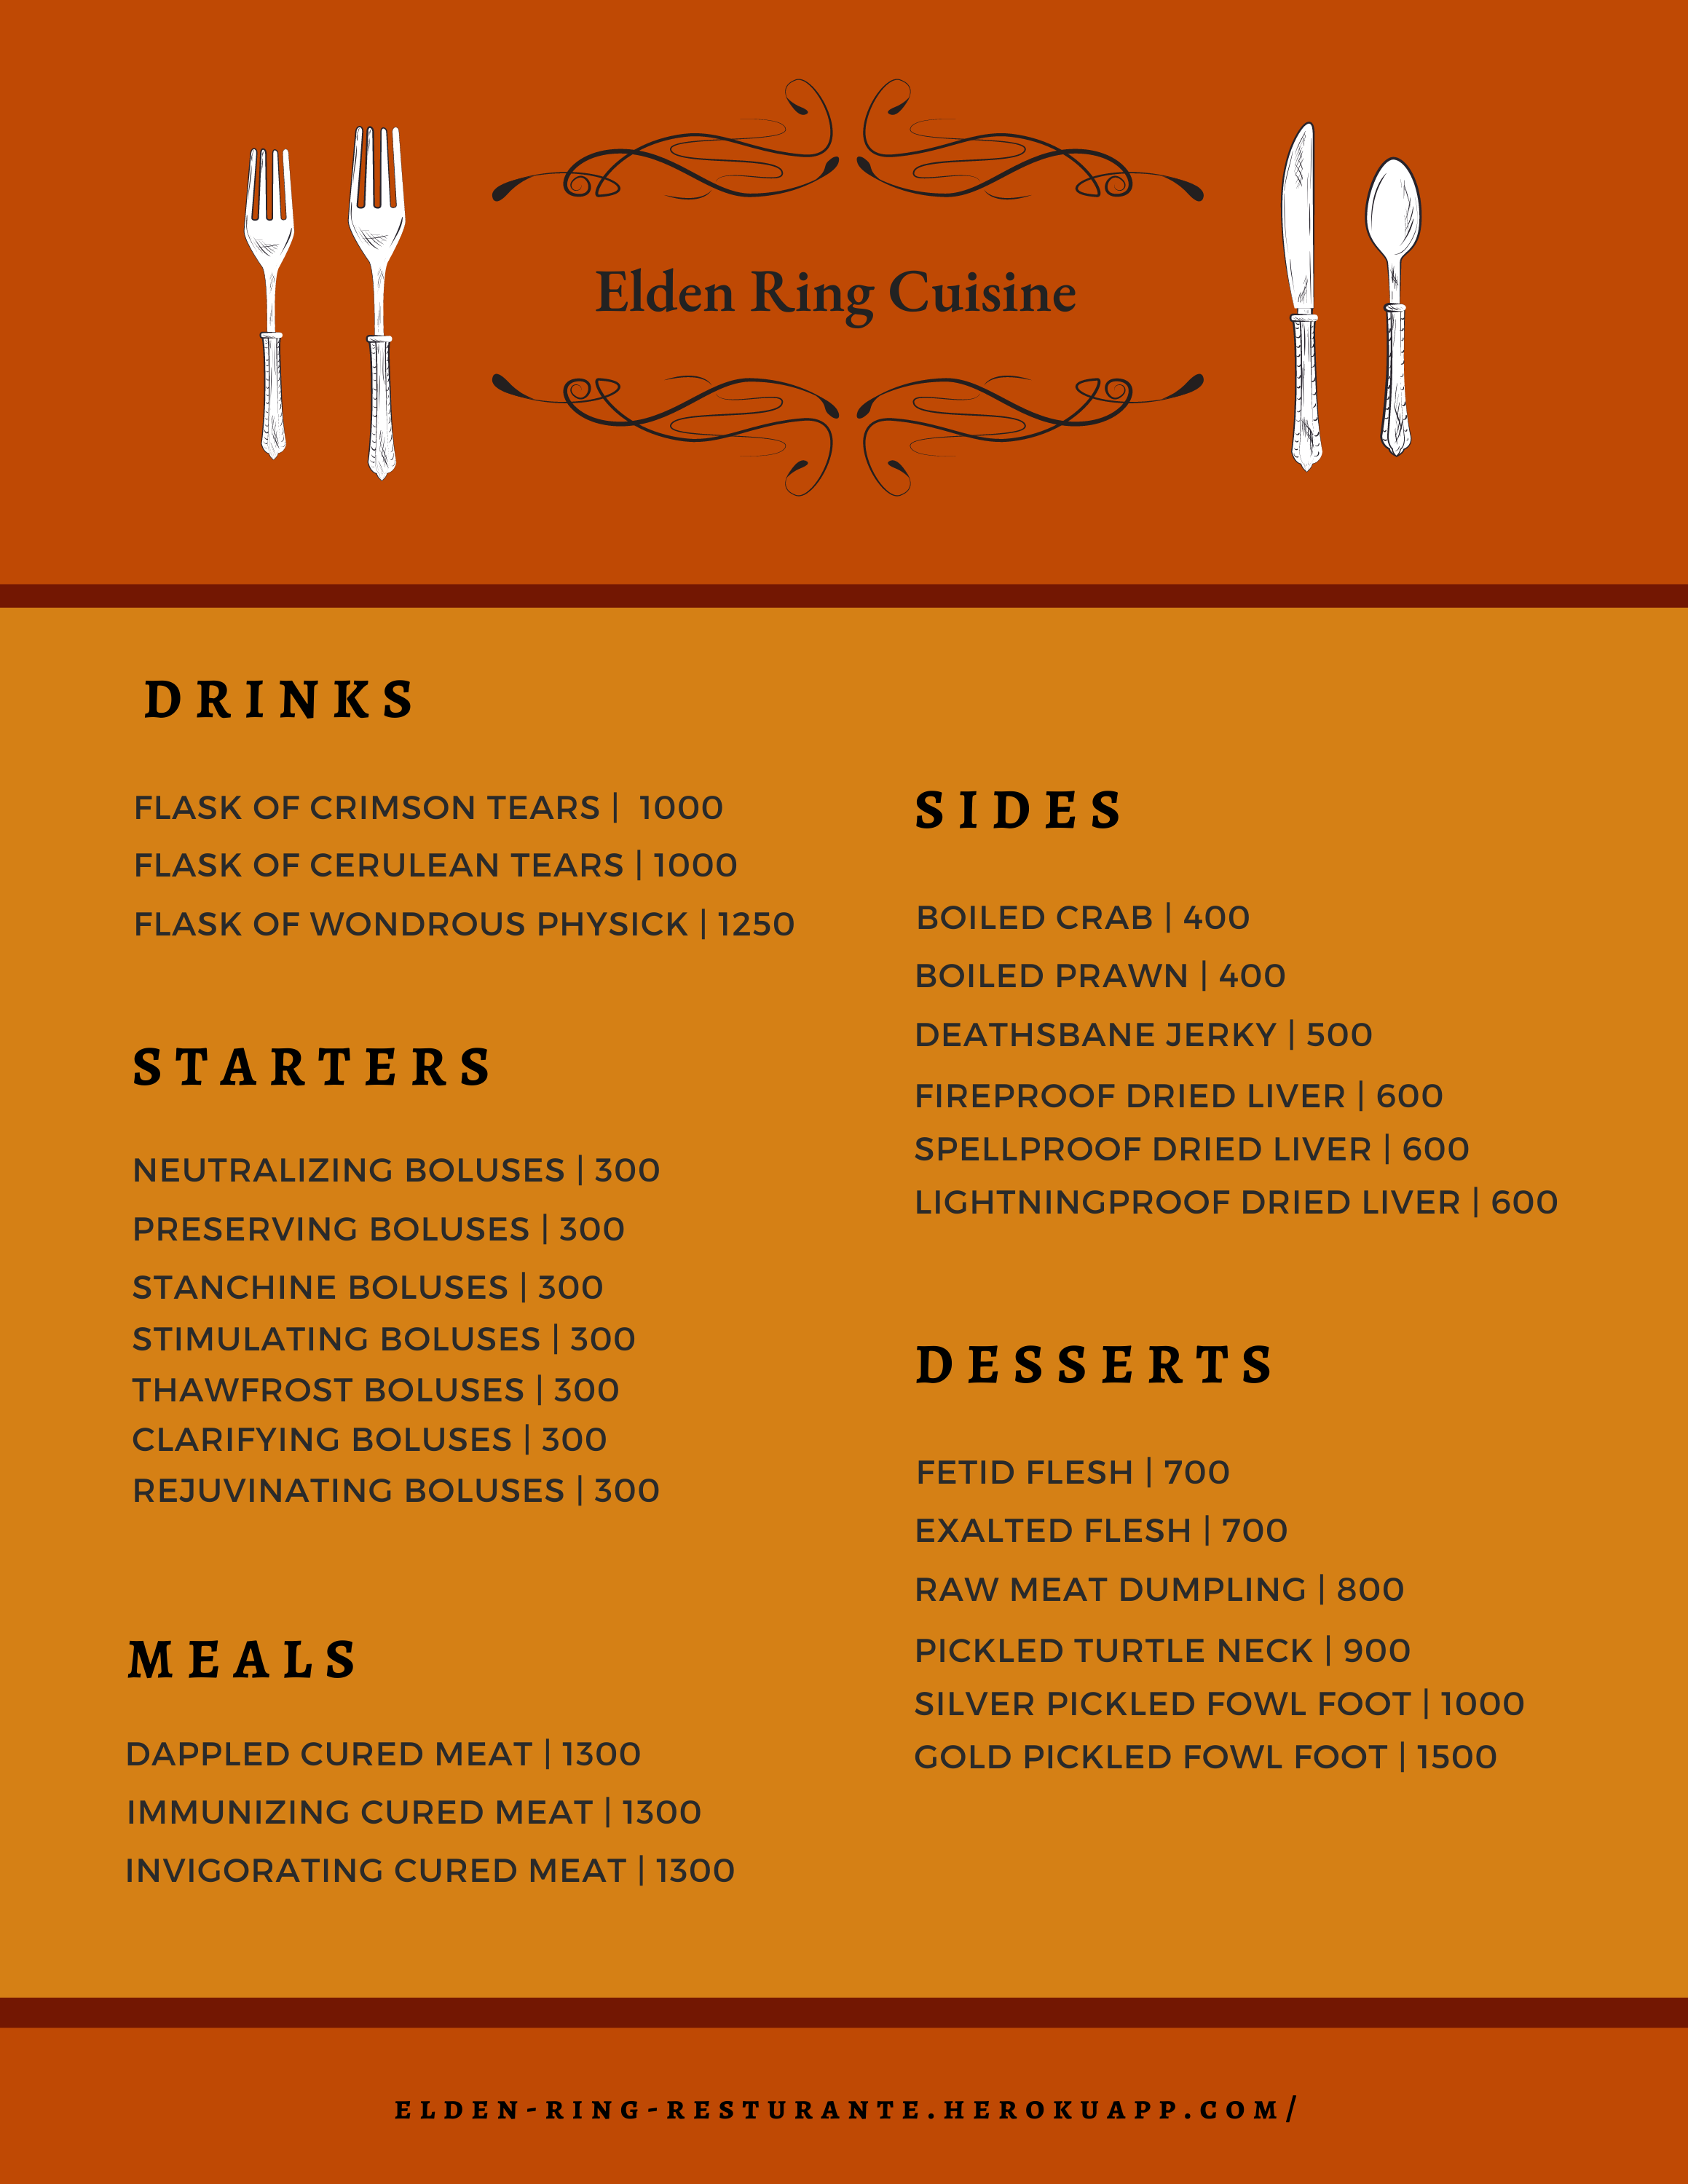 Elden Ring Cuisine
DRINKS
FLASK OF CRIMSON TEARS | 1000
FLASK OF CERULEAN TEARS | 1000
FLASK OF WONDROUS PHYSICK | 1250
STARTERS
NEUTRALIZING BOLUSES | 300
PRESERVING BOLUSES | 300
STANCHINE BOLUSES | 300
STIMULATING BOLUSES | 300
THAWFROST BOLUSES | 300
CLARIFYING BOLUSES | 300
REJUVINATING BOLUSES | 300
MEALS
DAPPLED CURED MEAT | 1300
IMMUNIZING CURED MEAT | 1300
INVIGORATING CURED MEAT | 1300
SIDES
BOILED CRAB | 400
BOILED PRAWN | 400
DEATHSBANE JERKY | 500
FIREPROOF DRIED LIVER | 600
SPELLPROOF DRIED LIVER | 600
LIGHTNINGPROOF DRIED LIVER | 600
DESSERTS
FETID FLESH | 700
EXALTED FLESH | 700
RAW MEAT DUMPLING | 800
PICKLED TURTLE NECK | 900
SILVER PICKLED FOWL FOOT | 1000
GOLD PICKLED FOWL FOOT | 1500
ELDEN-RING-RESTURANTE.HEROKUAPP.COM/